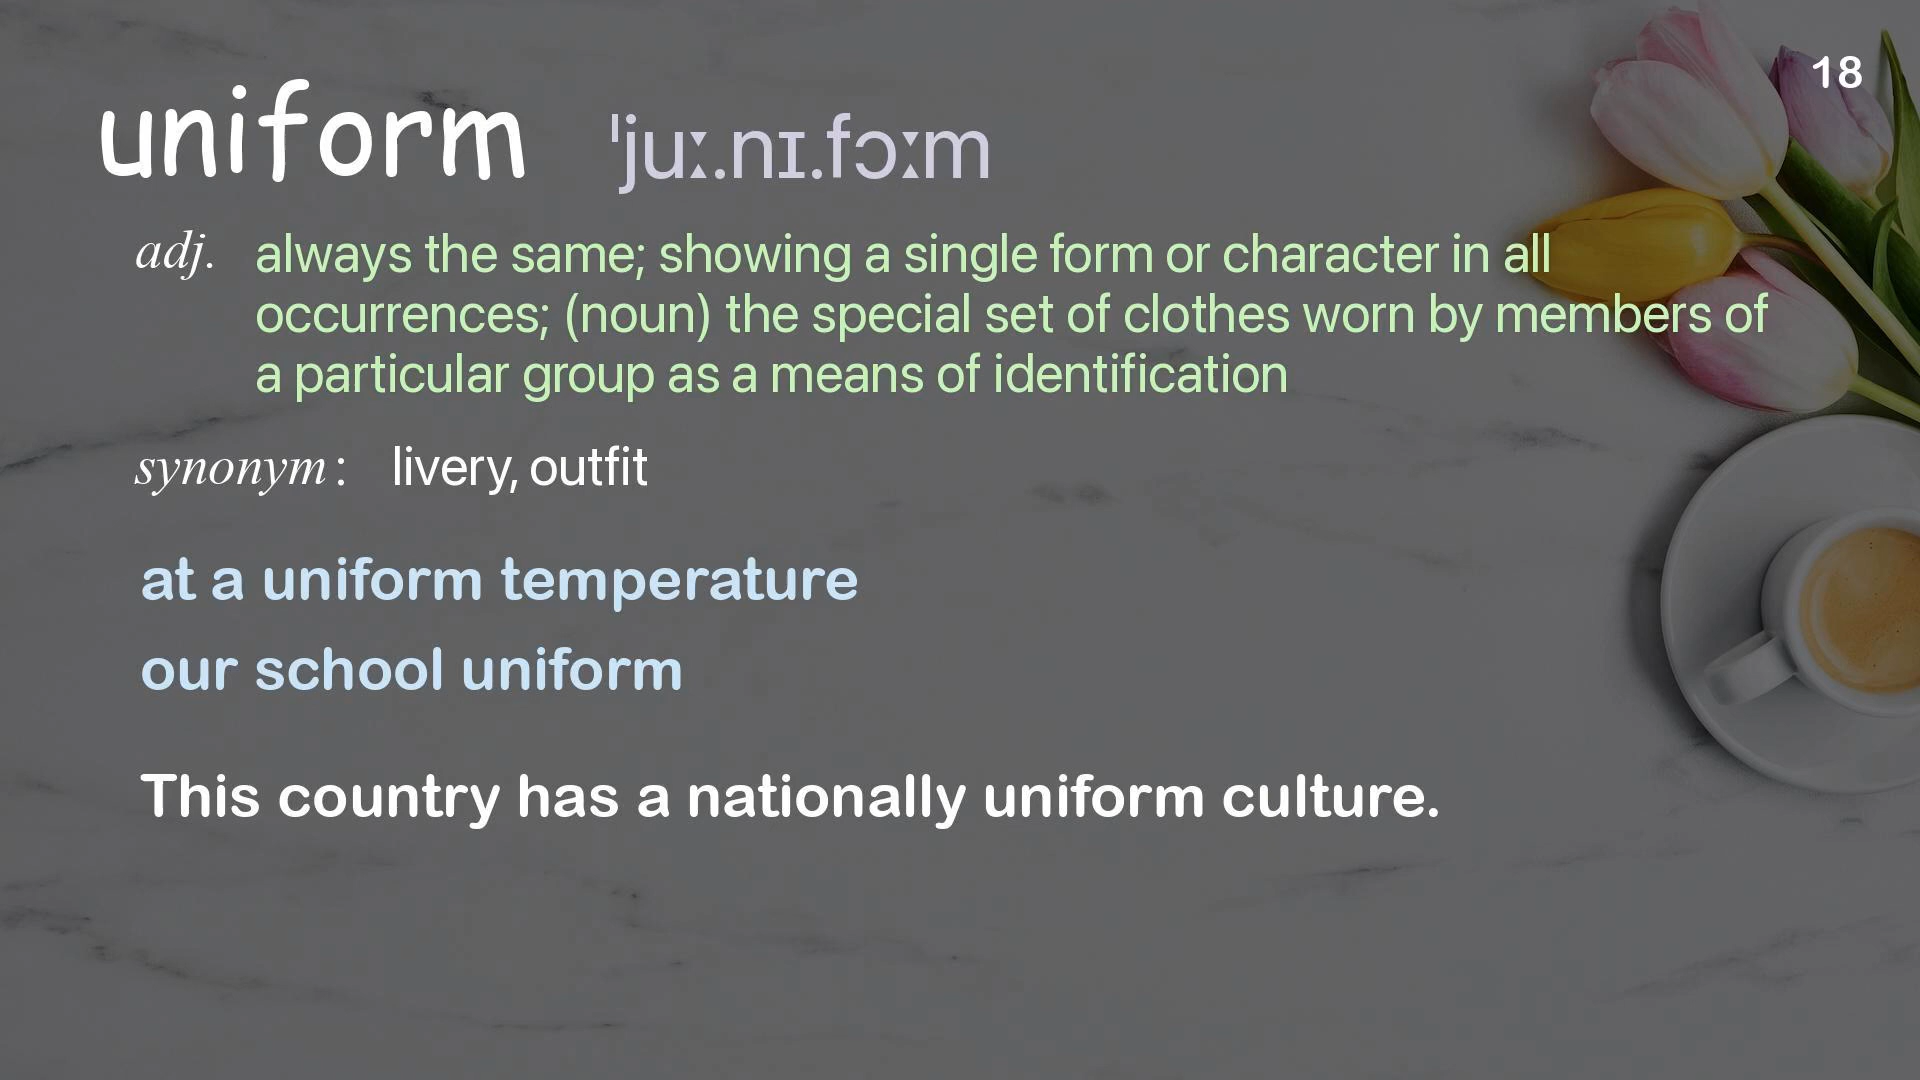 18
uniform ˈjuː.nɪ.fɔːm
adj. always the same; showing a single form or character in all
occurrences; (noun) the special set of clothes worn by members of
a particular group as a means of identification
synonym: livery, outfit
at a uniform temperature
our school uniform
This country has a nationally uniform culture.